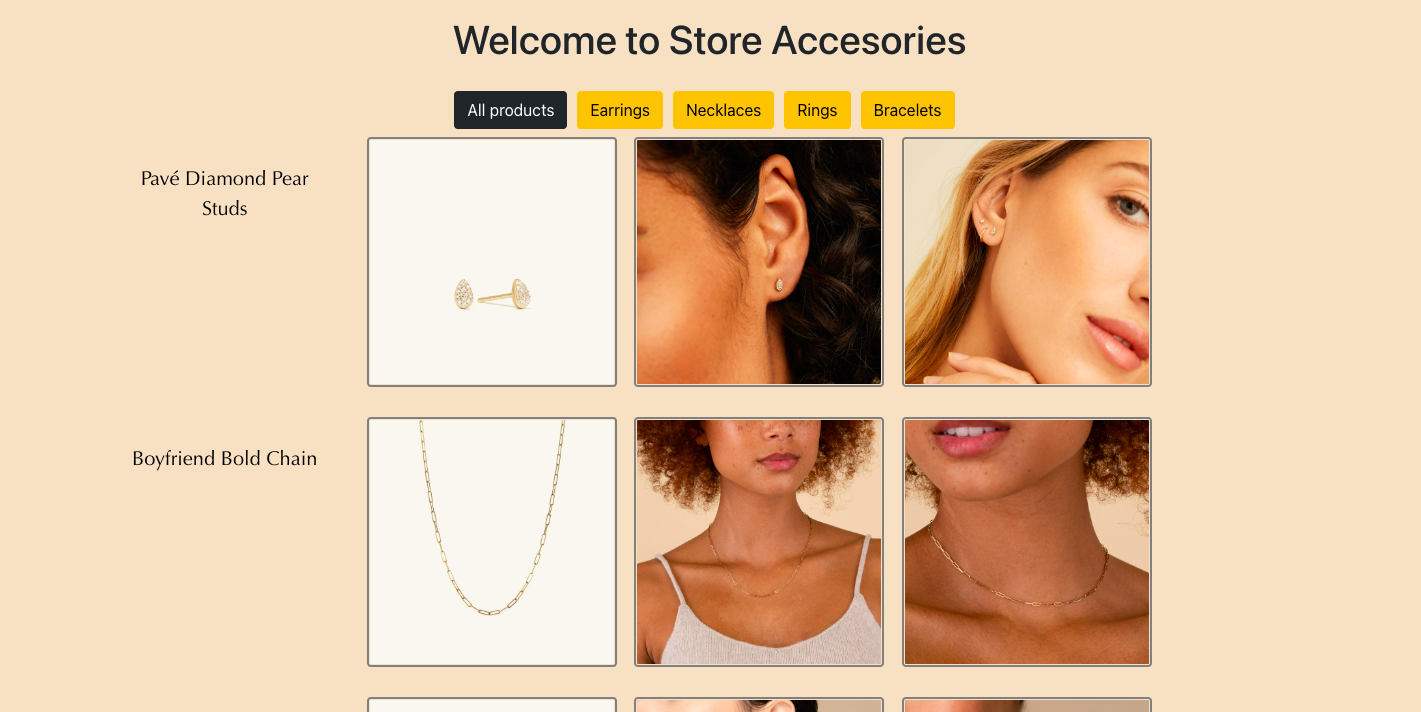 Welcome to Store Accesories
All products
Earrings
Necklaces
Rings
Bracelets
Pavé Diamond Pear
Studs
Boyfriend Bold Chain